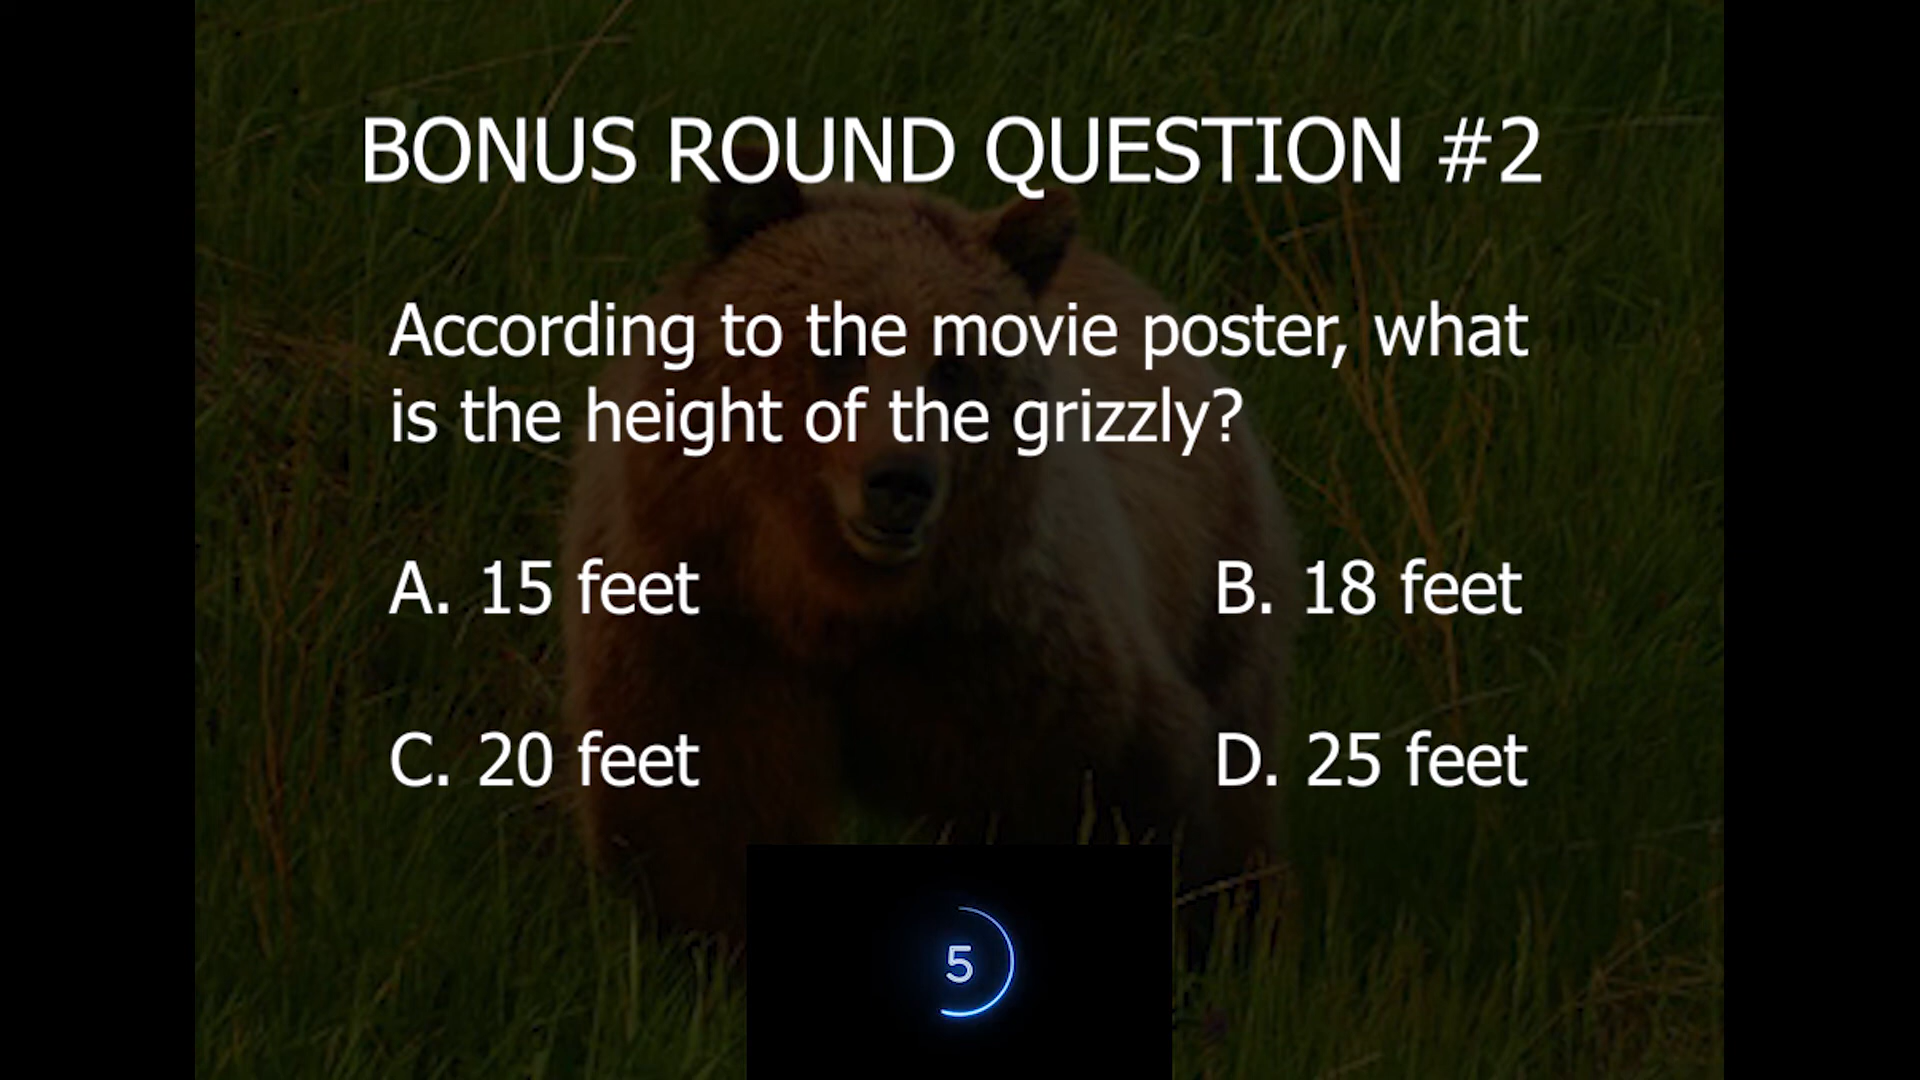 BONUS ROUND QUESTION #2
According to the movie poster, what
is the height of the grizzly?
A. 15 feet
B. 18 feet
C. 20 feet
D. 25 feet
5